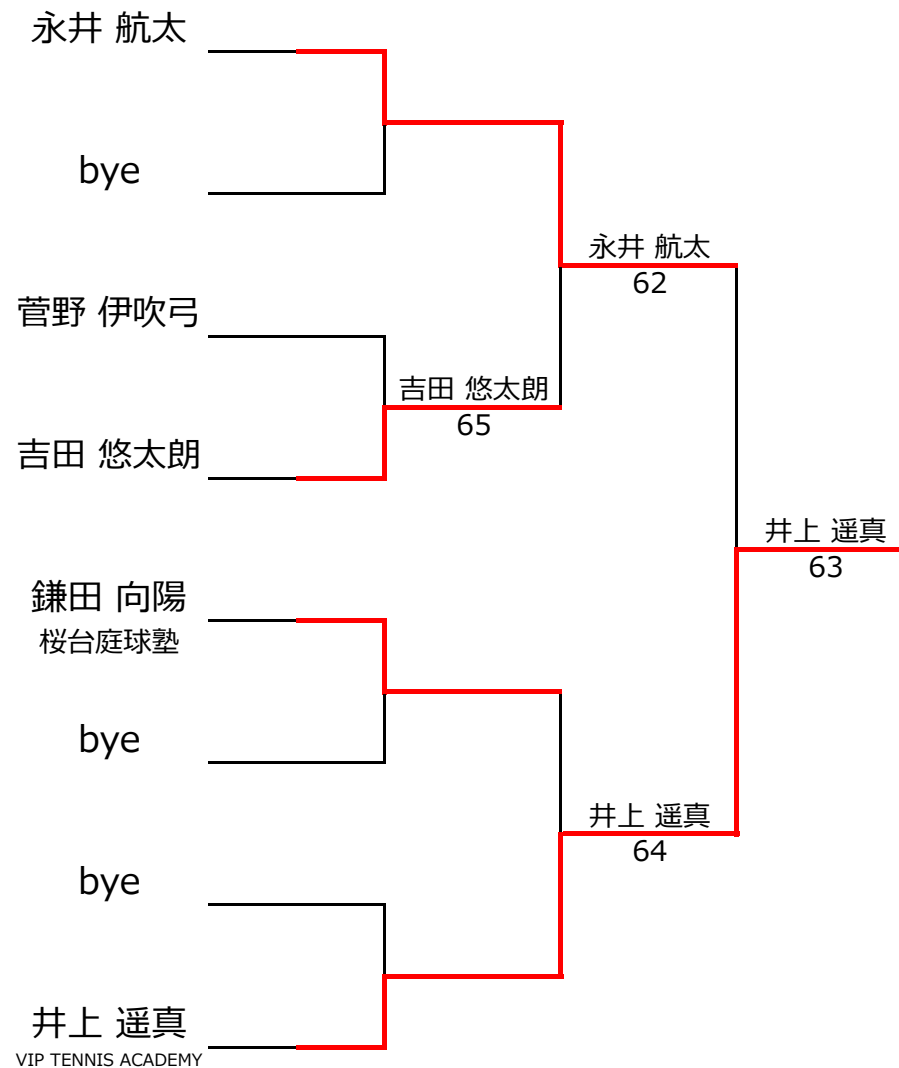 永井 航太
bye
永井 航太
62
菅野 伊吹弓
吉田 悠太朗
65
吉田 悠太朗
井上 遥真
63
鎌田 向陽
桜台庭球塾
bye
井上 遥真
64
bye
井上 遥真
VIP TENNIS ACADEMY